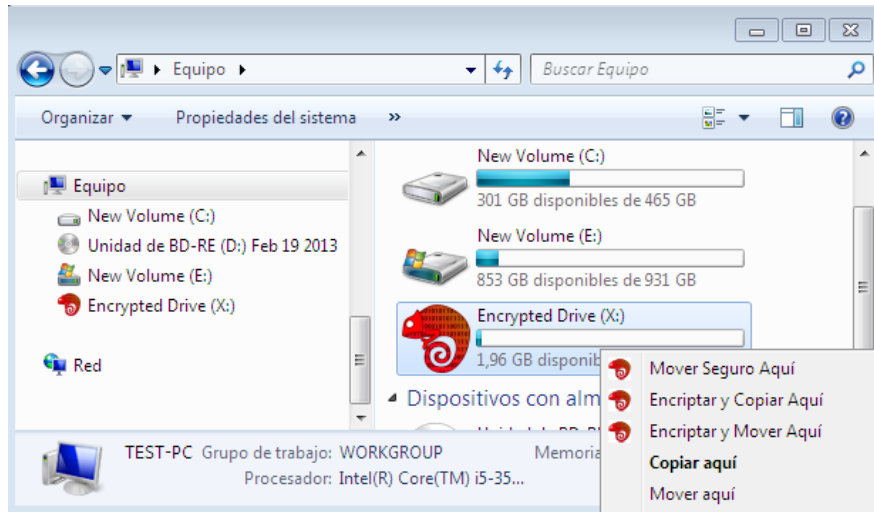 Equipo
Buscar Equipo
Organizar
Propiedades del sistema
»
Equipo
New Volume (C:)
Unidad de BD-RE (D:) Feb 19 2013
New Volume (E:)
Encrypted Drive (X:)
Red
New Volume (C:)
301 GB disponibles de 465 GB
New Volume (E:)
853 GB disponibles de 931 GB
Encrypted Drive (X:)
1,96 GB disponib
Dispositivos con alm
Mover Seguro Aquí
Encriptar y Copiar Aquí
Encriptar y Mover Aquí
Copiar aquí
Mover aquí
TEST-PC Grupo de trabajo: WORKGROUP Memoria
Procesador: Intel(R) Core(TM) i5-35...